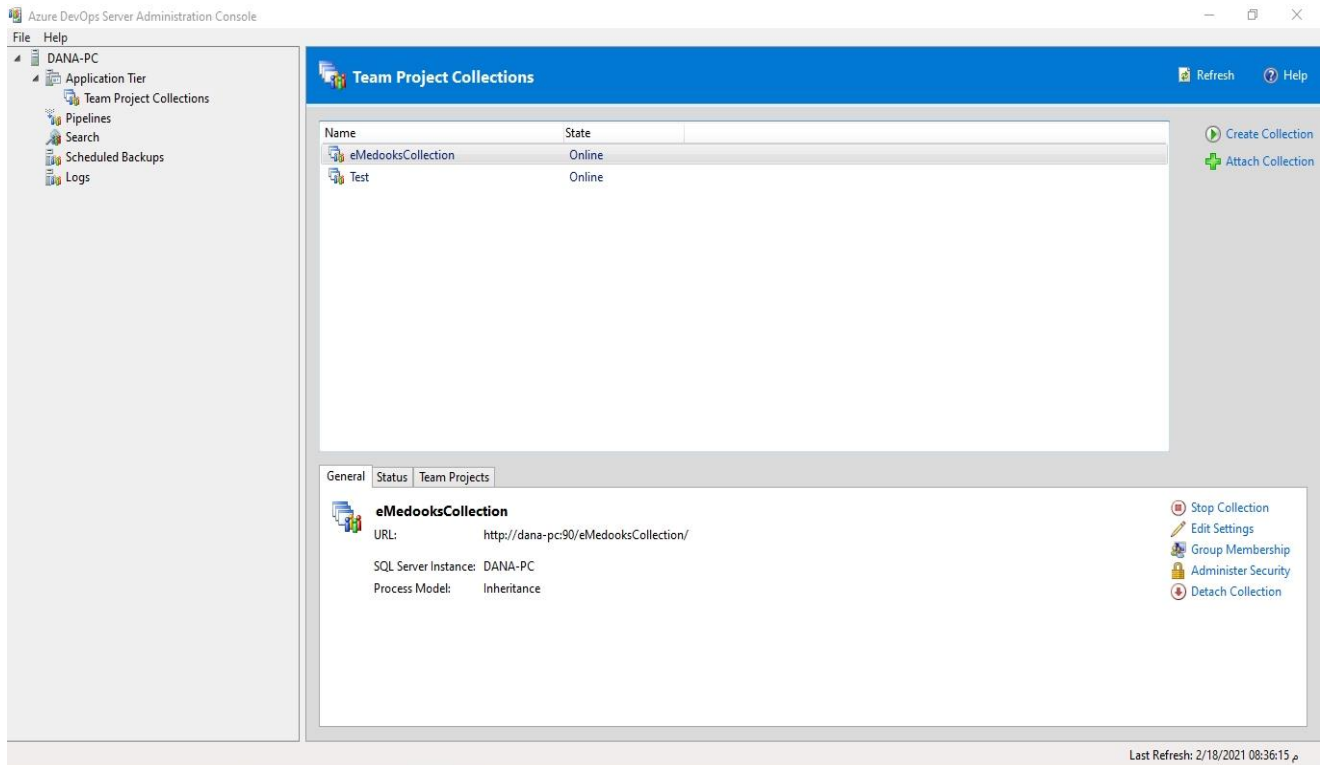 Azure DevOps Server Administration Console
File Help
DANA-PC
Application Tier
Team Project Collections
Pipelines
Search
Scheduled Backups
Logs
Team Project Collections
Refresh Help
Name State
eMedooksCollection Online
Test Online
Create Collection
Attach Collection
General Status Team Projects
eMedooksCollection
URL: http://dana-pc:90/eMedooksCollection/
SQL Server Instance: DANA-PC
Process Model: Inheritance
Stop Collection
Edit Settings
Group Membership
Administer Security
Detach Collection
Last Refresh: 2/18/2021 08:36:15 م